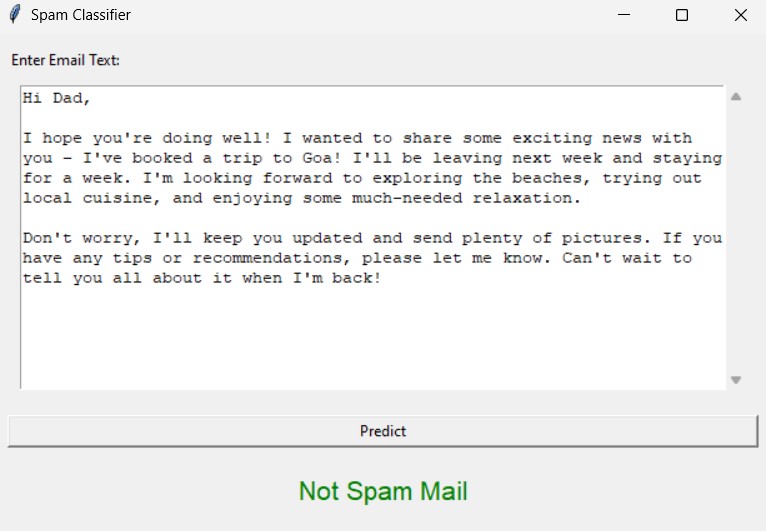 Spam Classifier
Enter Email Text:
Hi Dad,
I hope you're doing well! I wanted to share some exciting news with
you – I've booked a trip to Goa! I'll be leaving next week and staying
for a week. I'm looking forward to exploring the beaches, trying out
local cuisine, and enjoying some much-needed relaxation.
Don't worry, I'll keep you updated and send plenty of pictures. If you
have any tips or recommendations, please let me know. Can't wait to
tell you all about it when I'm back!
Predict
Not Spam Mail